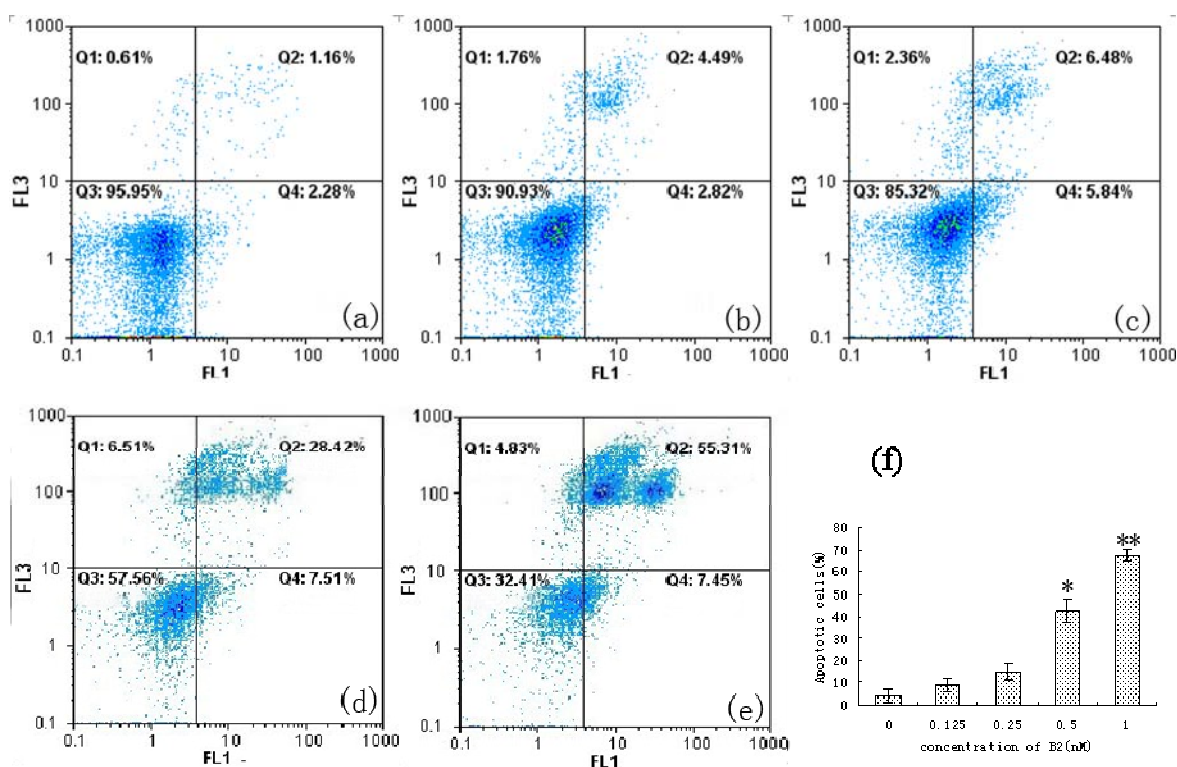 1000
Q1: 0.61%
Q2: 1.16%
100
FL3
10
Q3: 95.95%
Q4: 2.28%
1
0.1
(a)
0.1 1 10 100 1000
FL1
1000
Q1: 1.76%
Q2: 4.49%
100
FL3
10
Q3: 90.93%
Q4: 2.82%
1
0.1
(b)
0.1 1 10 100 1000
FL1
1000
Q1: 2.36%
Q2: 6.48%
100
FL3
10
Q3: 85.32%
Q4: 5.84%
1
0.1
(c)
0.1 1 10 100 1000
FL1
1000
Q1: 6.51%
Q2: 28.42%
100
FL3
10
Q3: 57.56%
Q4: 7.51%
1
0.1
(d)
0.1 1 10 100 1000
FL1
1000
Q1: 4.83%
Q2: 55.31%
100
FL3
10
Q3: 32.41%
Q4: 7.45%
1
0.1
(e)
0.1 1 10 100 1000
FL1
(f)
80
70
60
50
40
30
20
10
0
Apoptotic cells(%)
*
**
0 0.125 0.25 0.5 1
concentration of B2(nM)